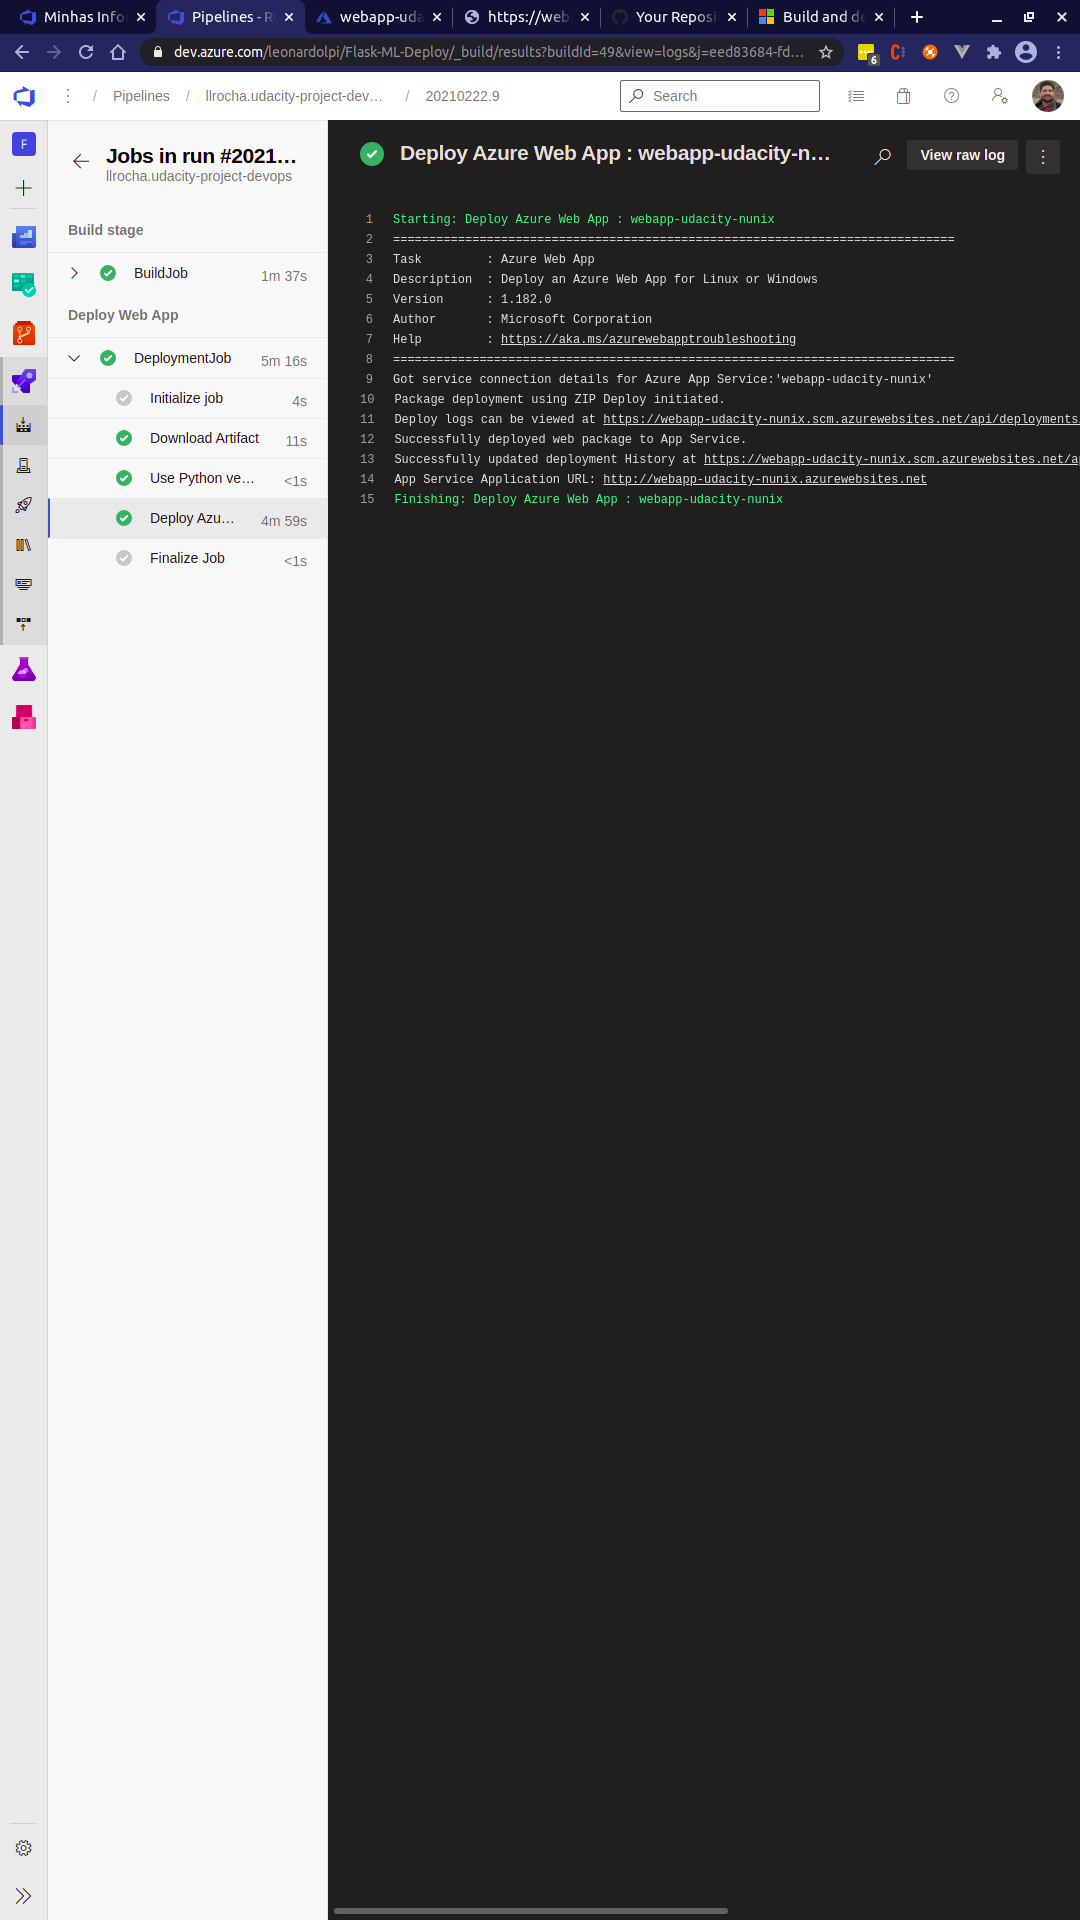 Minhas Info
Pipelines - R
webapp-uda
https://web
Your Reposi
Build and de
dev.azure.com/leonardolpi/Flask-ML-Deploy/_build/results?buildId=49&view=logs&j=eed83684-fd...
6
/ Pipelines / llrocha.udacity-project-dev... / 20210222.9
Search
F
Jobs in run #2021...
llrocha.udacity-project-devops
Build stage
BuildJob 1m 37s
Deploy Web App
DeploymentJob 5m 16s
Initialize job 4s
Download Artifact 11s
Use Python ve... <1s
Deploy Azu... 4m 59s
Finalize Job <1s
Deploy Azure Web App : webapp-udacity-n...
View raw log
1 Starting: Deploy Azure Web App : webapp-udacity-nunix
2 ==============================================================================
3 Task         : Azure Web App
4 Description  : Deploy an Azure Web App for Linux or Windows
5 Version      : 1.182.0
6 Author       : Microsoft Corporation
7 Help         : https://aka.ms/azurewebapptroubleshooting
8 ==============================================================================
9 Got service connection details for Azure App Service:'webapp-udacity-nunix'
10 Package deployment using ZIP Deploy initiated.
11 Deploy logs can be viewed at https://webapp-udacity-nunix.scm.azurewebsites.net/api/deployments
12 Successfully deployed web package to App Service.
13 Successfully updated deployment History at https://webapp-udacity-nunix.scm.azurewebsites.net/a
14 App Service Application URL: http://webapp-udacity-nunix.azurewebsites.net
15 Finishing: Deploy Azure Web App : webapp-udacity-nunix